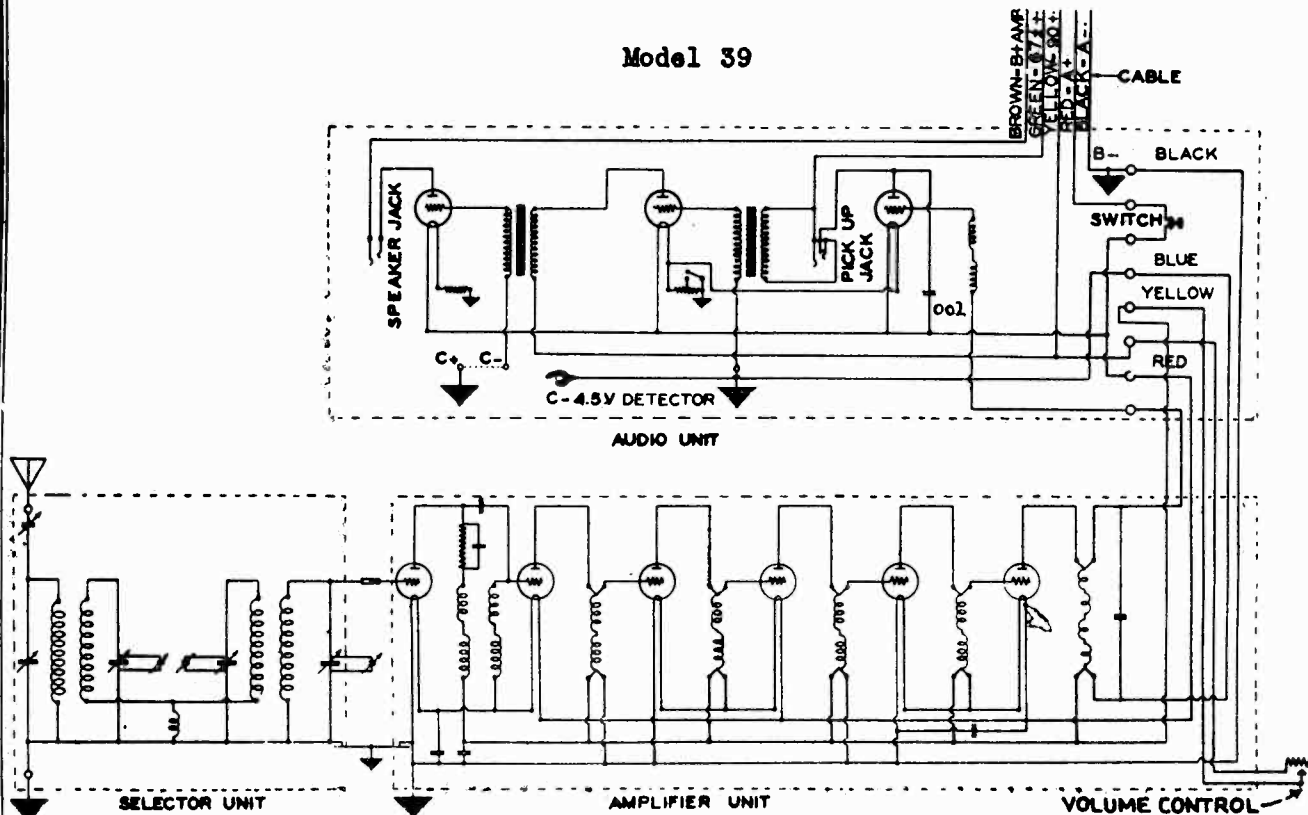 Model 39
BROWN-B+AMP
GREEN-67½+
YELLOW-90+
RED-A+
BLACK-A-
CABLE
B- BLACK
SPEAKER JACK
PICK UP
JACK
SWITCH
BLUE
YELLOW
001
C+ C-
RED
C-4.5V DETECTOR
AUDIO UNIT
SELECTOR UNIT
AMPLIFIER UNIT
VOLUME CONTROL